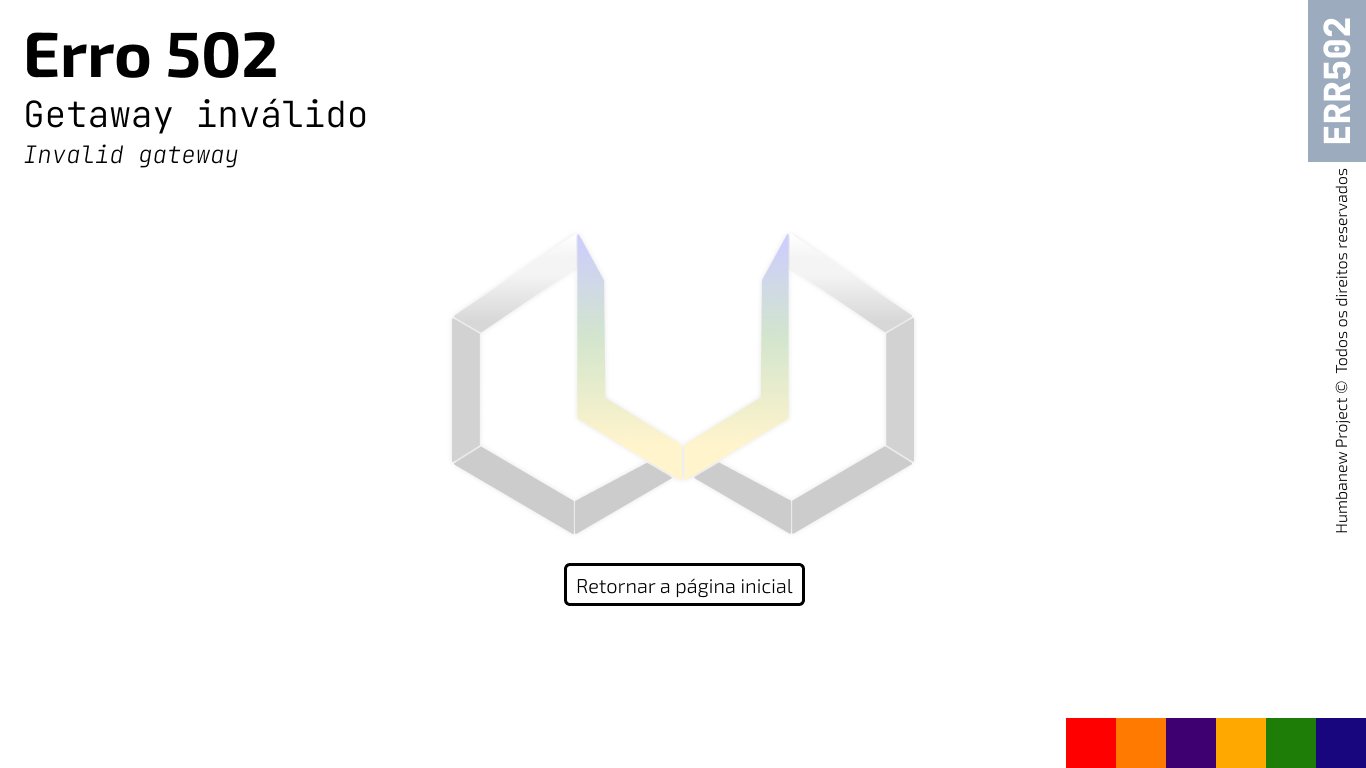 Erro 502
Getaway inválido
Invalid gateway
ERR502
Humbanew Project © Todos os direitos reservados
Retornar a página inicial